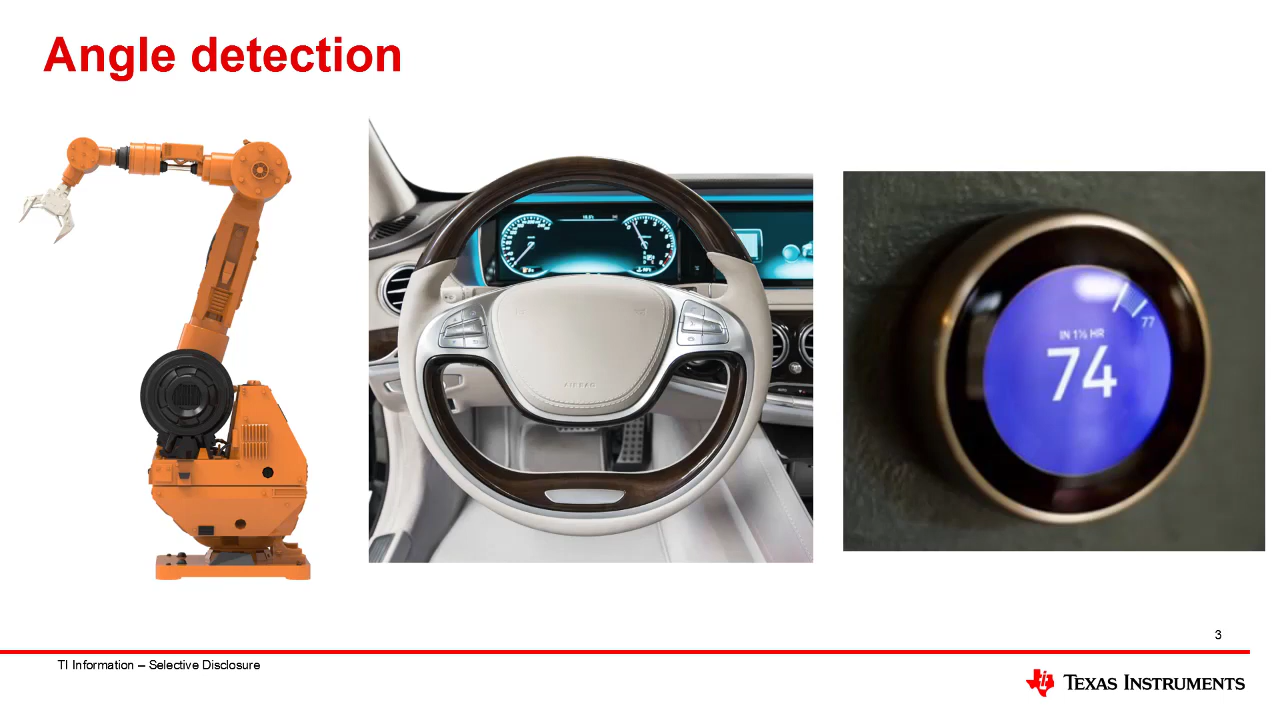 Angle detection
AIRBAG
IN 1½ HR
77
74
3
TI Information – Selective Disclosure
TEXAS INSTRUMENTS